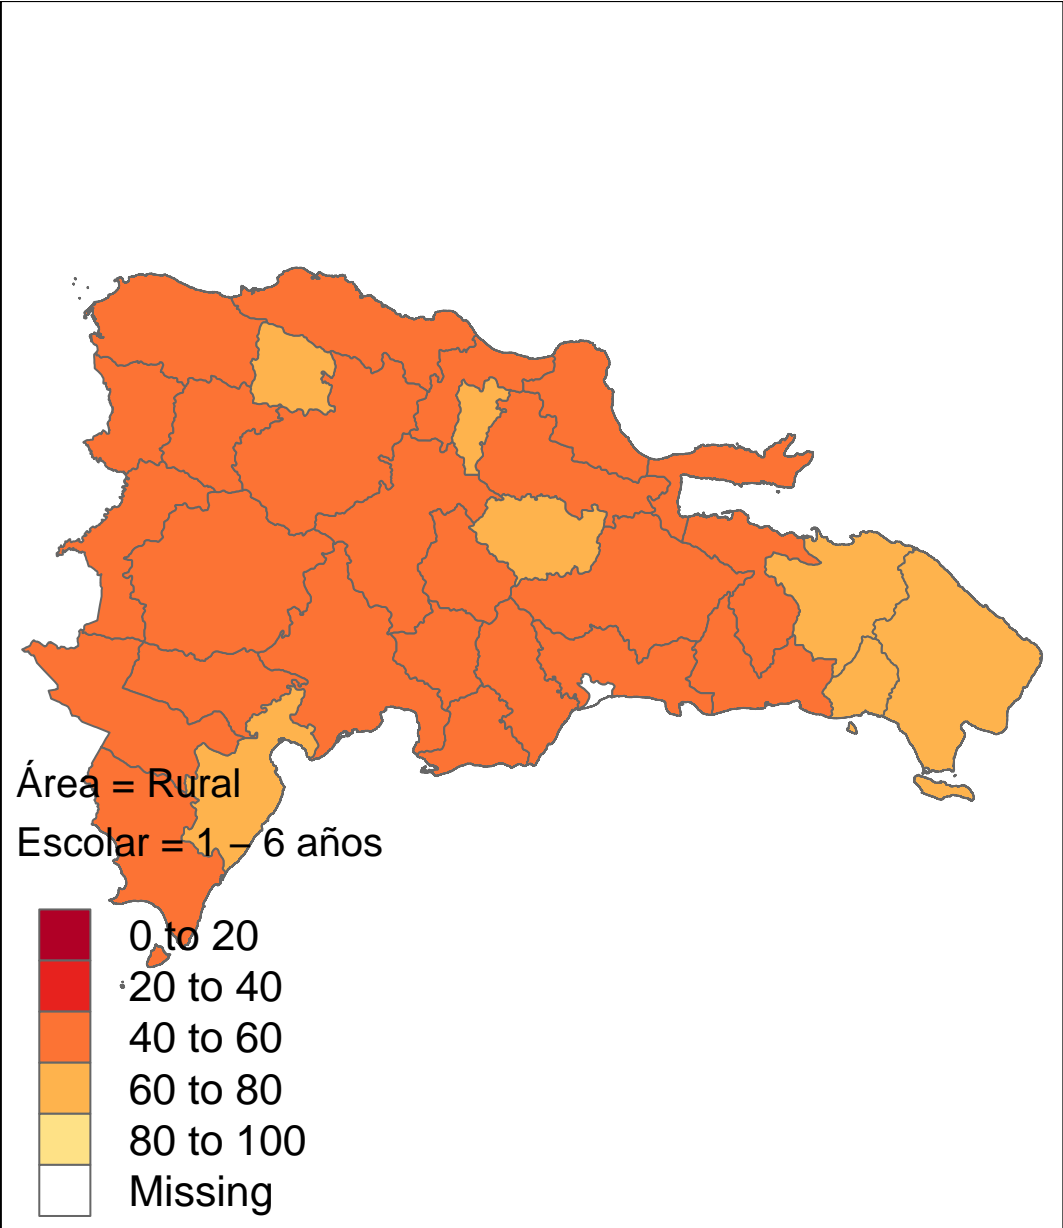 Área = Rural
Escolar = 1 – 6 años
0 to 20
20 to 40
40 to 60
60 to 80
80 to 100
Missing